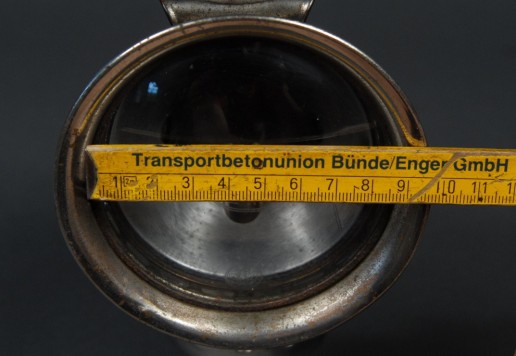 Transportbetonunion Bünde/Enger GmbH
1 2 3 4 5 6 7 8 9 10 11